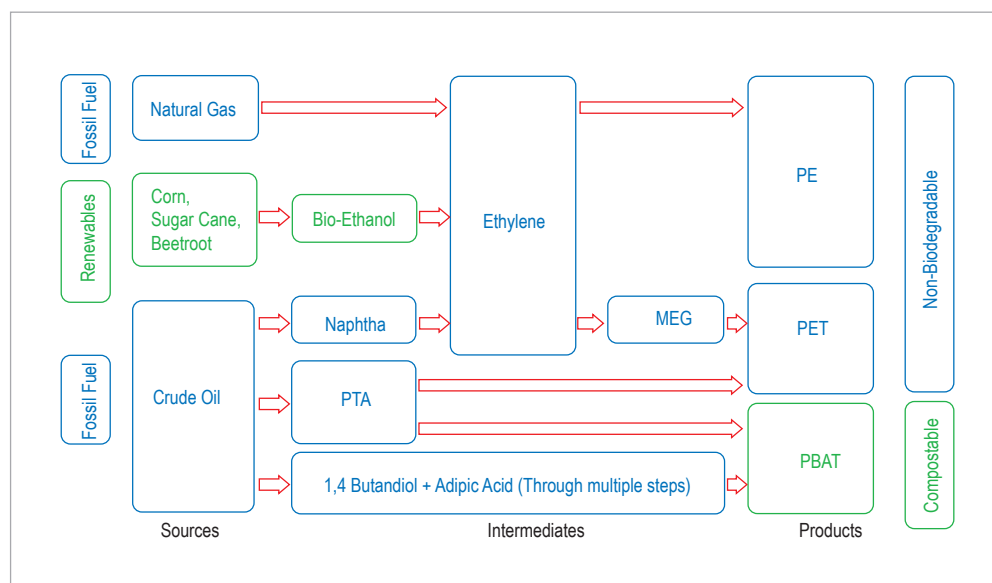 Fossil Fuel
Natural Gas
Renewables
Corn,
Sugar Cane,
Beetroot
Bio-Ethanol
Ethylene
PE
Non-Biodegradable
Fossil Fuel
Crude Oil
Naphtha
MEG
PET
PTA
1,4 Butandiol + Adipic Acid (Through multiple steps)
PBAT
Compostable
Sources
Intermediates
Products